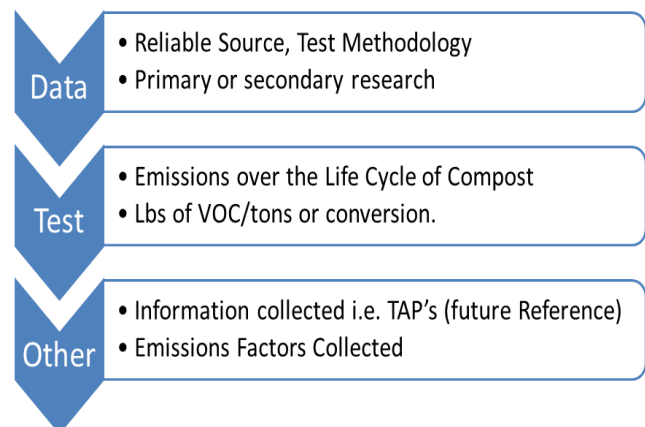 Data
• Reliable Source, Test Methodology
• Primary or secondary research
Test
• Emissions over the Life Cycle of Compost
• Lbs of VOC/tons or conversion.
Other
• Information collected i.e. TAP's (future Reference)
• Emissions Factors Collected